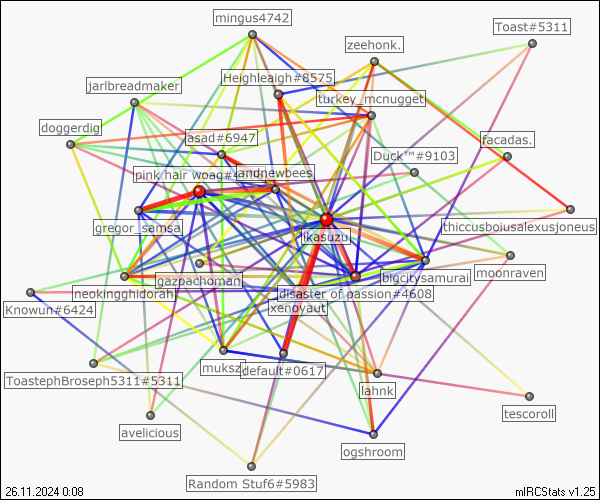 mingus4742
Toast#5311
zeehonk.
Heighleaigh#8575
jarlbreadmaker
turkey_mcnugget
doggerdig
asad#6947
facadas.
Duck™#9103
pink hair woag
andnewbees
gregor_samsa
thiccusboiusalexusjoneus
ikasuzu
moonraven
gazpachoman
bigcitysamurai
neokingghidorah
disaster of passion#4608
Knowun#6424
xenoyaut
muksz
default#0617
ToastephBroseph5311#5311
lahnk
tescoroll
avelicious
ogshroom
Random Stuf6#5983
26.11.2024 0:08
mIRCStats v1.25